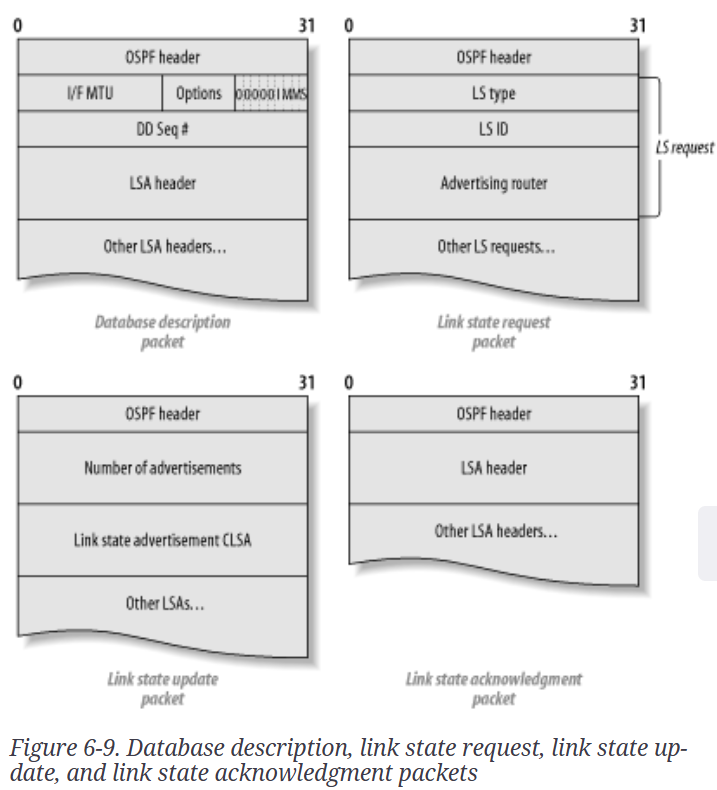 0 31
OSPF header
I/F MTU Options 000001MMS
DD Seq #
LSA header
Other LSA headers...
Database description
packet
0 31
OSPF header
LS type
LS ID
Advertising router
LS request
Other LS requests...
Link state request
packet
0 31
OSPF header
Number of advertisements
Link state advertisement CLSA
Other LSAs...
Link state update
packet
0 31
OSPF header
LSA header
Other LSA headers...
Link state acknowledgment
packet
Figure 6-9. Database description, link state request, link state up-
date, and link state acknowledgment packets